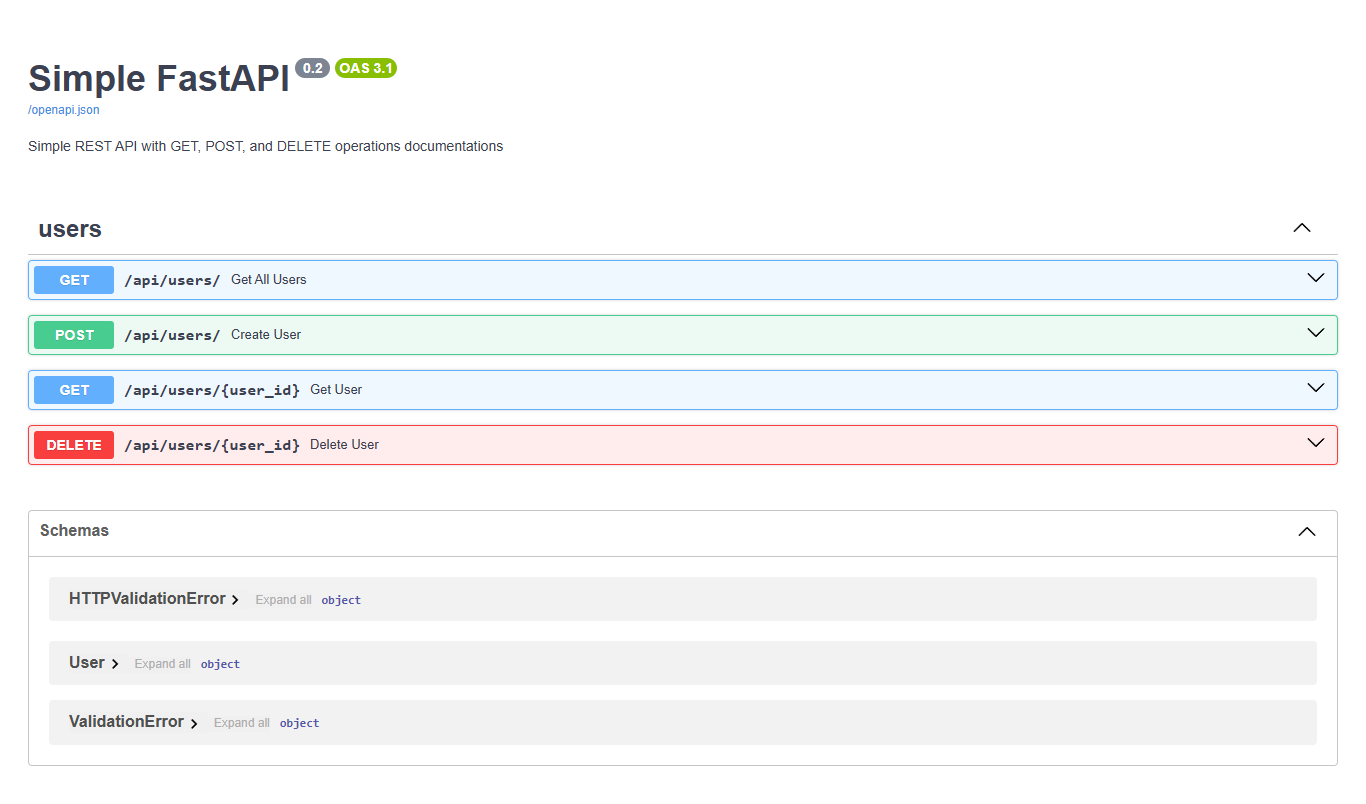 Simple FastAPI 0.2 OAS 3.1
/openapi.json
Simple REST API with GET, POST, and DELETE operations documentations
users
GET /api/users/ Get All Users
POST /api/users/ Create User
GET /api/users/{user_id} Get User
DELETE /api/users/{user_id} Delete User
Schemas
HTTPValidationError Expand all object
User Expand all object
ValidationError Expand all object